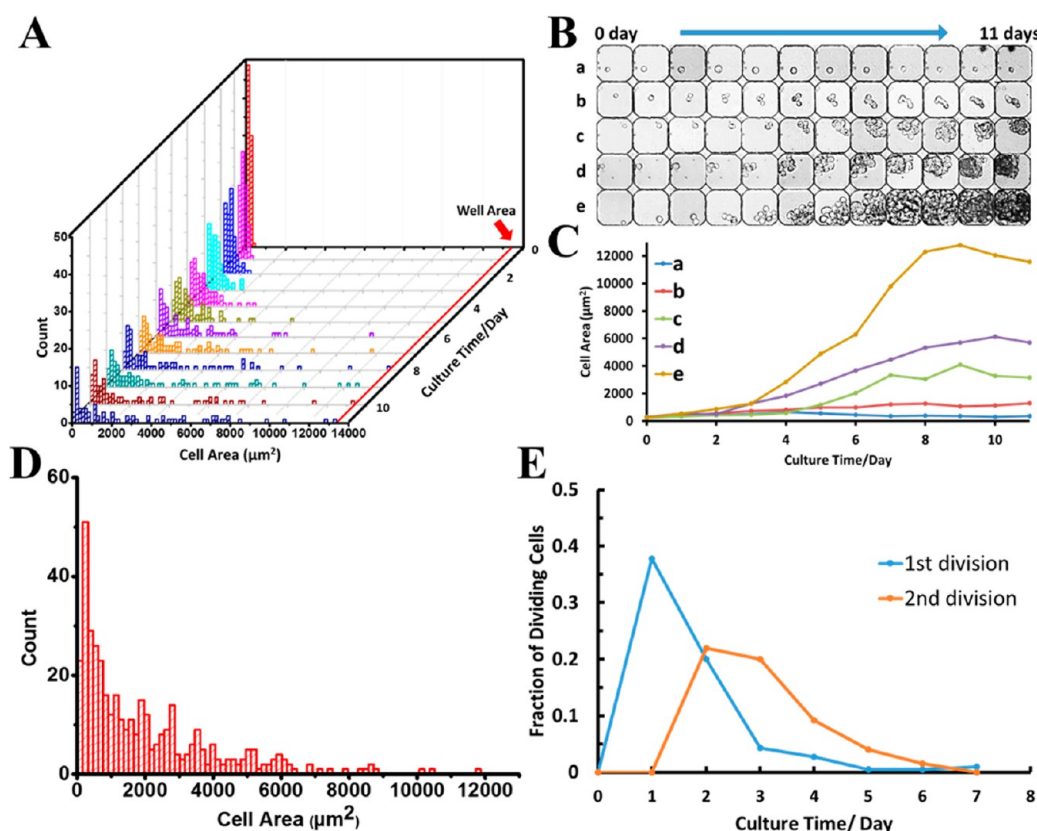 A
Well Area
50
40
30
20
10
0
Count
0
2
4
6
8
10
Culture Time/Day
0 2000 4000 6000 8000 10000 12000 14000
Cell Area (µm²)
B
0 day 11 days
a
b
c
d
e
C
12000
10000
8000
6000
4000
2000
0
Cell Area (µm²)
a
b
c
d
e
0 2 4 6 8 10
Culture Time/Day
D
60
40
20
0
Count
0 2000 4000 6000 8000 10000 12000
Cell Area (µm²)
E
0.5
0.4
0.3
0.2
0.1
0
Fraction of Dividing Cells
1st division
2nd division
0 1 2 3 4 5 6 7 8
Culture Time/ Day